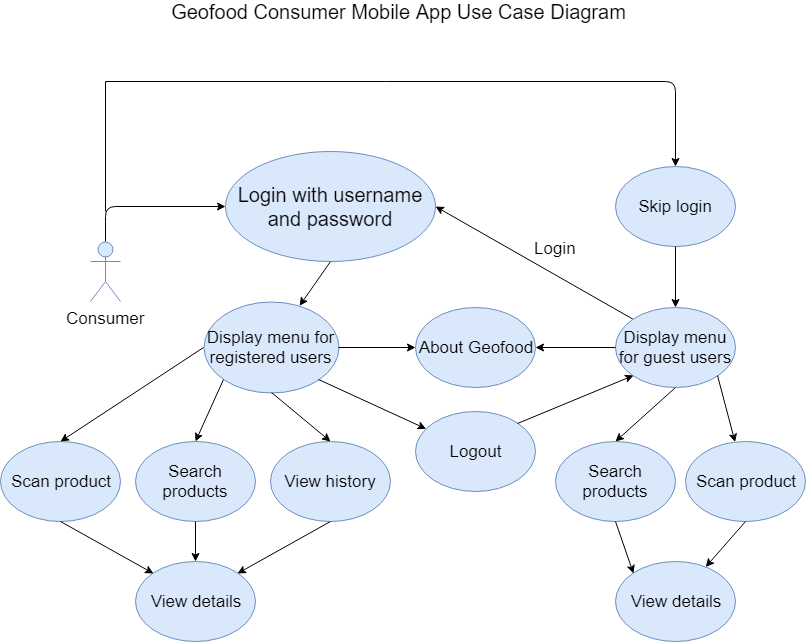 Geofood Consumer Mobile App Use Case Diagram
Login with username
and password
Skip login
Login
Consumer
Display menu for
registered users
About Geofood
Display menu
for guest users
Scan product
Search
products
View history
Logout
Search
products
Scan product
View details
View details